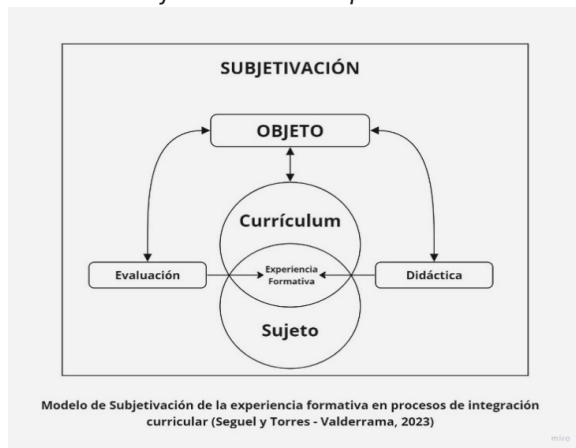 SUBJETIVACIÓN
OBJETO
Currículum
Evaluación
Experiencia
Formativa
Didáctica
Sujeto
Modelo de Subjetivación de la experiencia formativa en procesos de integración
curricular (Seguel y Torres - Valderrama, 2023)
miro